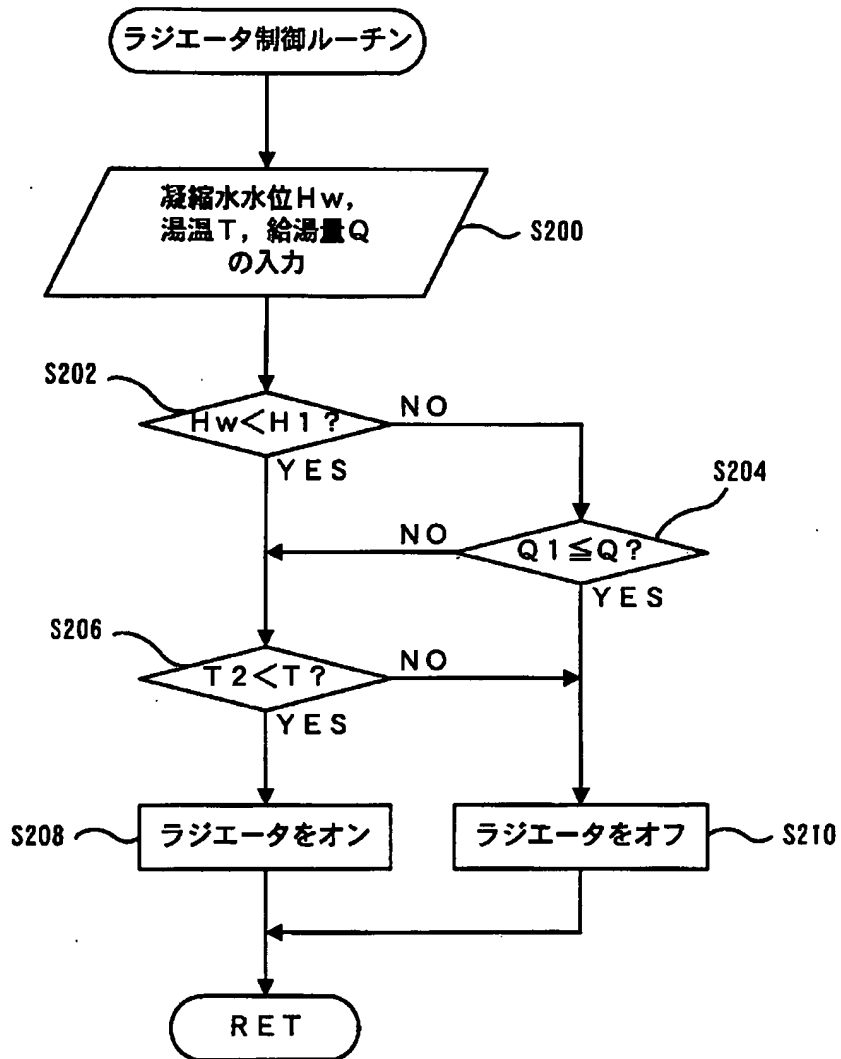 ラジエータ制御ルーチン
凝縮水水位Hw,
湯温T, 給湯量Q
の入力
S200
S202
Hw<H1?
NO
YES
S204
Q1≦Q?
NO
YES
S206
T2<T?
NO
YES
S208
ラジエータをオン
ラジエータをオフ
S210
RET